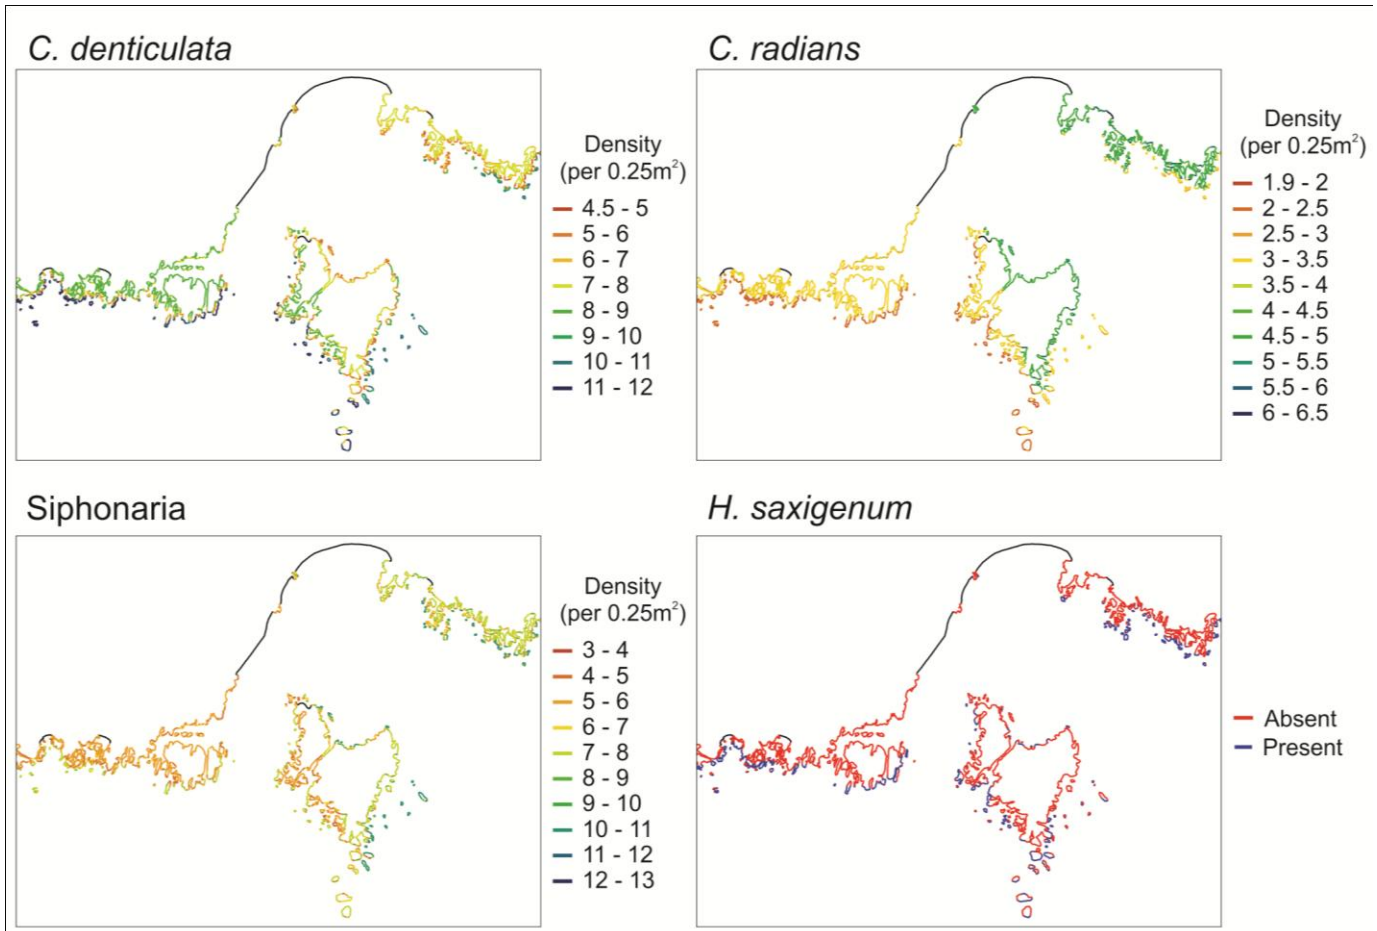 C. denticulata
Density
(per 0.25m²)
4.5 - 5
5 - 6
6 - 7
7 - 8
8 - 9
9 - 10
10 - 11
11 - 12
C. radians
Density
(per 0.25m²)
1.9 - 2
2 - 2.5
2.5 - 3
3 - 3.5
3.5 - 4
4 - 4.5
4.5 - 5
5 - 5.5
5.5 - 6
6 - 6.5
Siphonaria
Density
(per 0.25m²)
3 - 4
4 - 5
5 - 6
6 - 7
7 - 8
8 - 9
9 - 10
10 - 11
11 - 12
12 - 13
H. saxigenum
Absent
Present